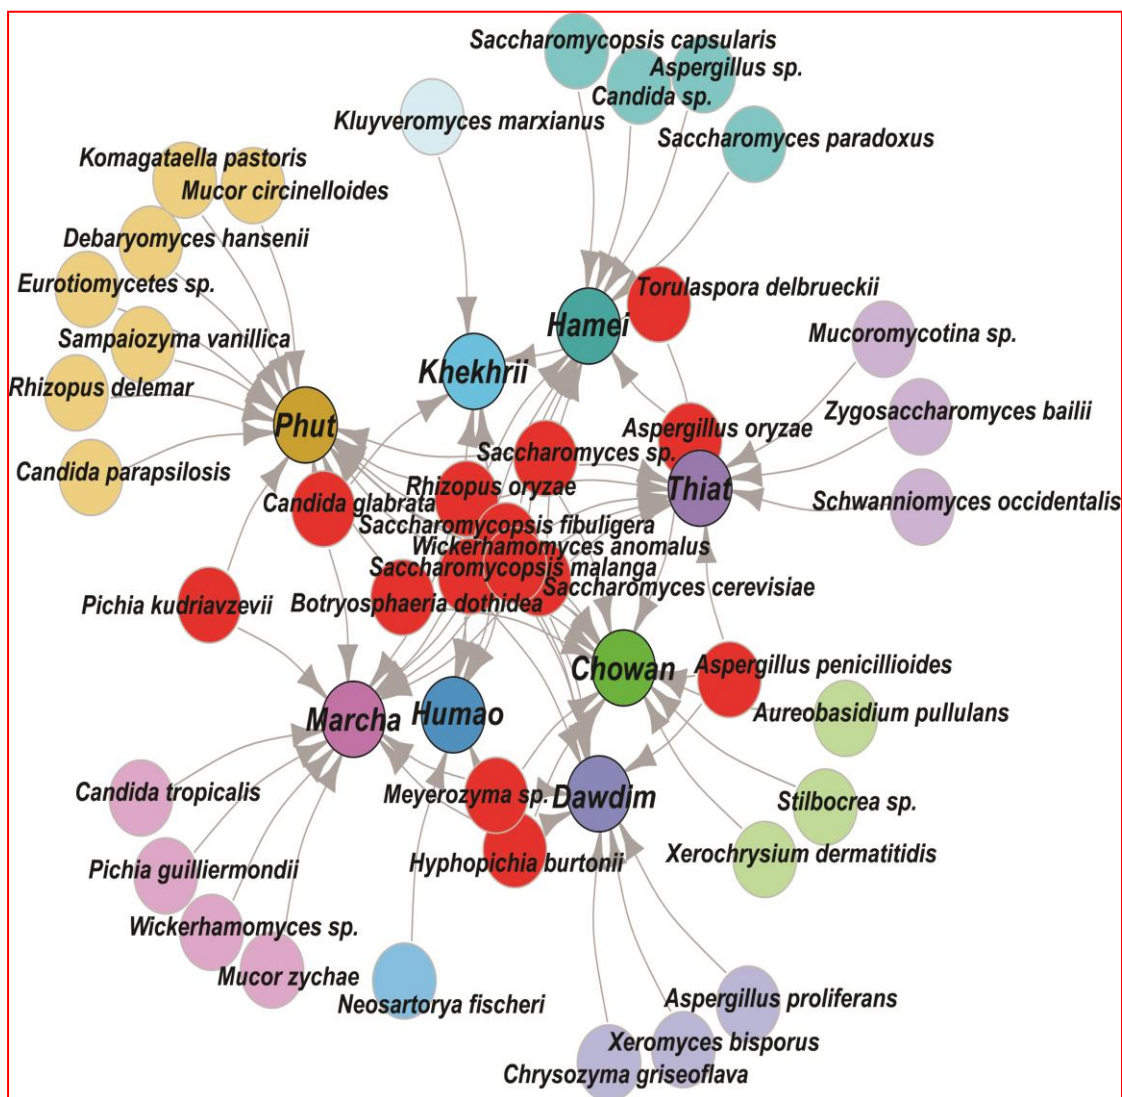 Saccharomycopsis capsularis
Aspergillus sp.
Candida sp.
Kluyveromyces marxianus
Saccharomyces paradoxus
Komagataella pastoris
Mucor circinelloides
Debaryomyces hansenii
Eurotiomycetes sp.
Torulaspora delbrueckii
Hamei
Mucoromycotina sp.
Sampaiozyma vanillica
Khekhrii
Rhizopus delemar
Zygosaccharomyces bailii
Phut
Aspergillus oryzae
Saccharomyces sp.
Candida parapsilosis
Rhizopus oryzae
Thiat
Candida glabrata
Schwanniomyces occidentalis
Saccharomycopsis fibuligera
Wickerhamomyces anomalus
Saccharomycopsis malanga
Saccharomyces cerevisiae
Pichia kudriavzevii
Botryosphaeria dothidea
Chowan
Aspergillus penicillioides
Marcha
Humao
Aureobasidium pullulans
Candida tropicalis
Meyerozyma sp.
Dawdim
Stilbocrea sp.
Xerochrysium dermatitidis
Pichia guilliermondii
Hyphopichia burtonii
Wickerhamomyces sp.
Mucor zychae
Neosartorya fischeri
Aspergillus proliferans
Xeromyces bisporus
Chrysozyma griseoflava